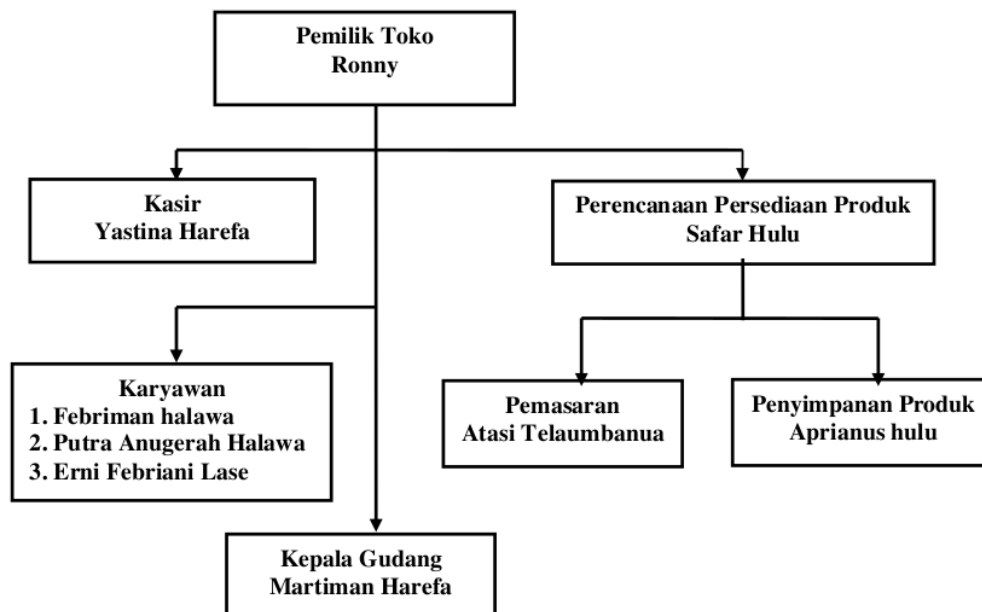 Pemilik Toko
Ronny
Kasir
Yastina Harefa
Perencanaan Persediaan Produk
Safar Hulu
Karyawan
1. Febriman halawa
2. Putra Anugerah Halawa
3. Erni Febriani Lase
Pemasaran
Atasi Telaumbanua
Penyimpanan Produk
Aprianus hulu
Kepala Gudang
Martiman Harefa